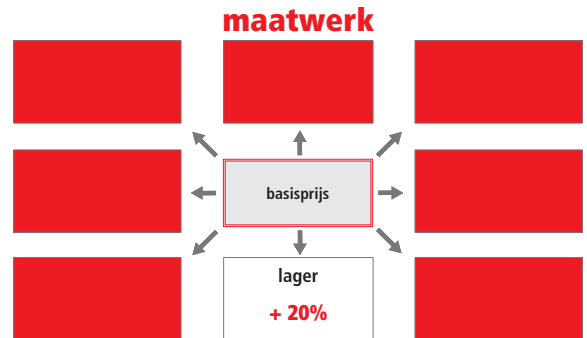 maatwerk
basisprijs
lager
+ 20%